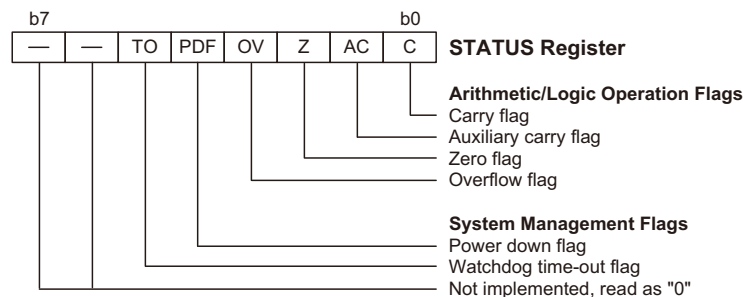 b7 b0
— — TO PDF OV Z AC C STATUS Register
Arithmetic/Logic Operation Flags
Carry flag
Auxiliary carry flag
Zero flag
Overflow flag
System Management Flags
Power down flag
Watchdog time-out flag
Not implemented, read as "0"